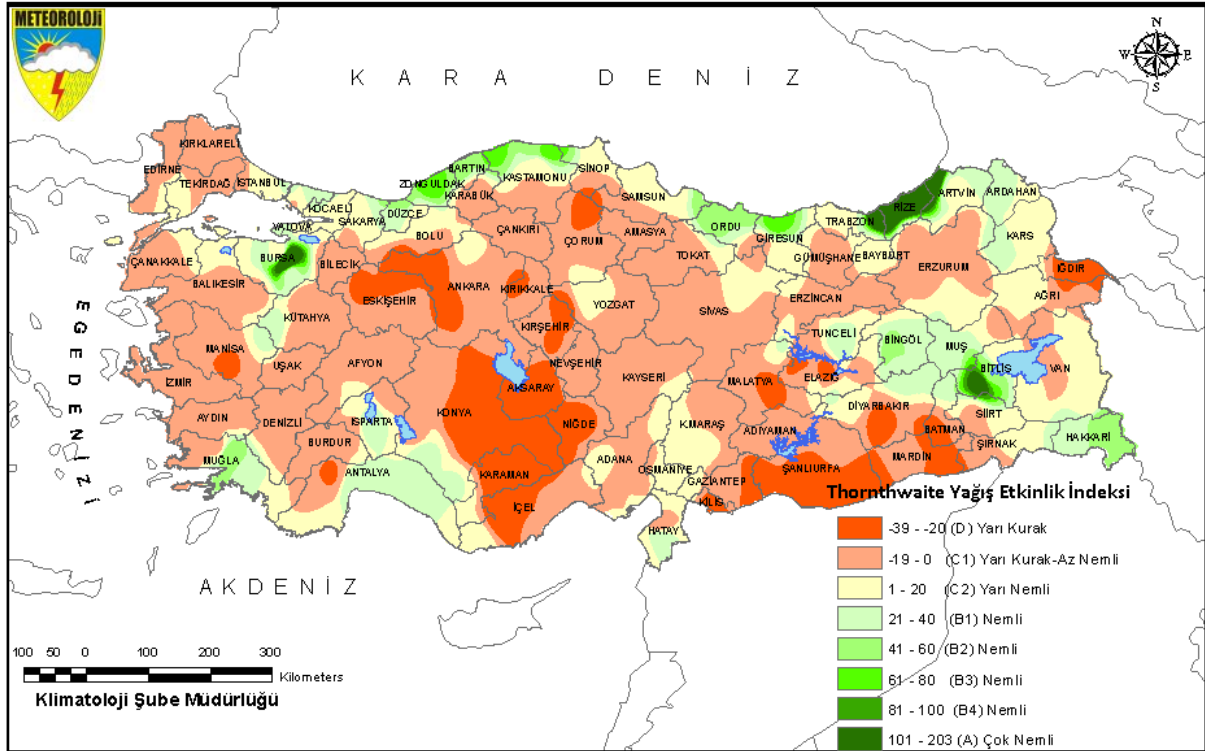 METEOROLOJİ
N
W
E
S
KARA DENİZ
KIRKLARELİ
EDİRNE
TEKİRDAĞ
İSTANBUL
KOCAELİ
YALOVA
SAKARYA
DÜZCE
ZONGULDAK
BARTIN
KARABÜK
KASTAMONU
SİNOP
SAMSUN
BOLU
ÇANKIRI
ÇORUM
AMASYA
TOKAT
ORDU
GİRESUN
TRABZON
RİZE
ARTVİN
ARDAHAN
KARS
GÜMÜŞHANE
BAYBURT
ERZURUM
IĞDIR
AĞRI
ÇANAKKALE
BALIKESİR
BURSA
BİLECİK
ESKİŞEHİR
ANKARA
KIRIKKALE
YOZGAT
SİVAS
ERZİNCAN
TUNCELİ
BİNGÖL
MUŞ
BİTLİS
VAN
KÜTAHYA
KIRŞEHİR
NEVŞEHİR
KAYSERİ
MALATYA
ELAZIĞ
MANİSA
UŞAK
AFYON
İZMİR
AKSARAY
KONYA
NİĞDE
K.MARAŞ
ADIYAMAN
DİYARBAKIR
BATMAN
SİİRT
ŞIRNAK
HAKKARİ
AYDIN
DENİZLİ
ISPARTA
BURDUR
MUĞLA
ANTALYA
KARAMAN
İÇEL
ADANA
OSMANİYE
GAZİANTEP
KİLİS
ŞANLIURFA
MARDİN
HATAY
EGE DENİZİ
AKDENİZ
Thornthwaite Yağış Etkinlik İndeksi
-39 - -20 (D) Yarı Kurak
-19 - 0 (C1) Yarı Kurak-Az Nemli
1 - 20 (C2) Yarı Nemli
21 - 40 (B1) Nemli
41 - 60 (B2) Nemli
61 - 80 (B3) Nemli
81 - 100 (B4) Nemli
101 - 203 (A) Çok Nemli
100 50 0 100 200 300
Kilometers
Klimatoloji Şube Müdürlüğü